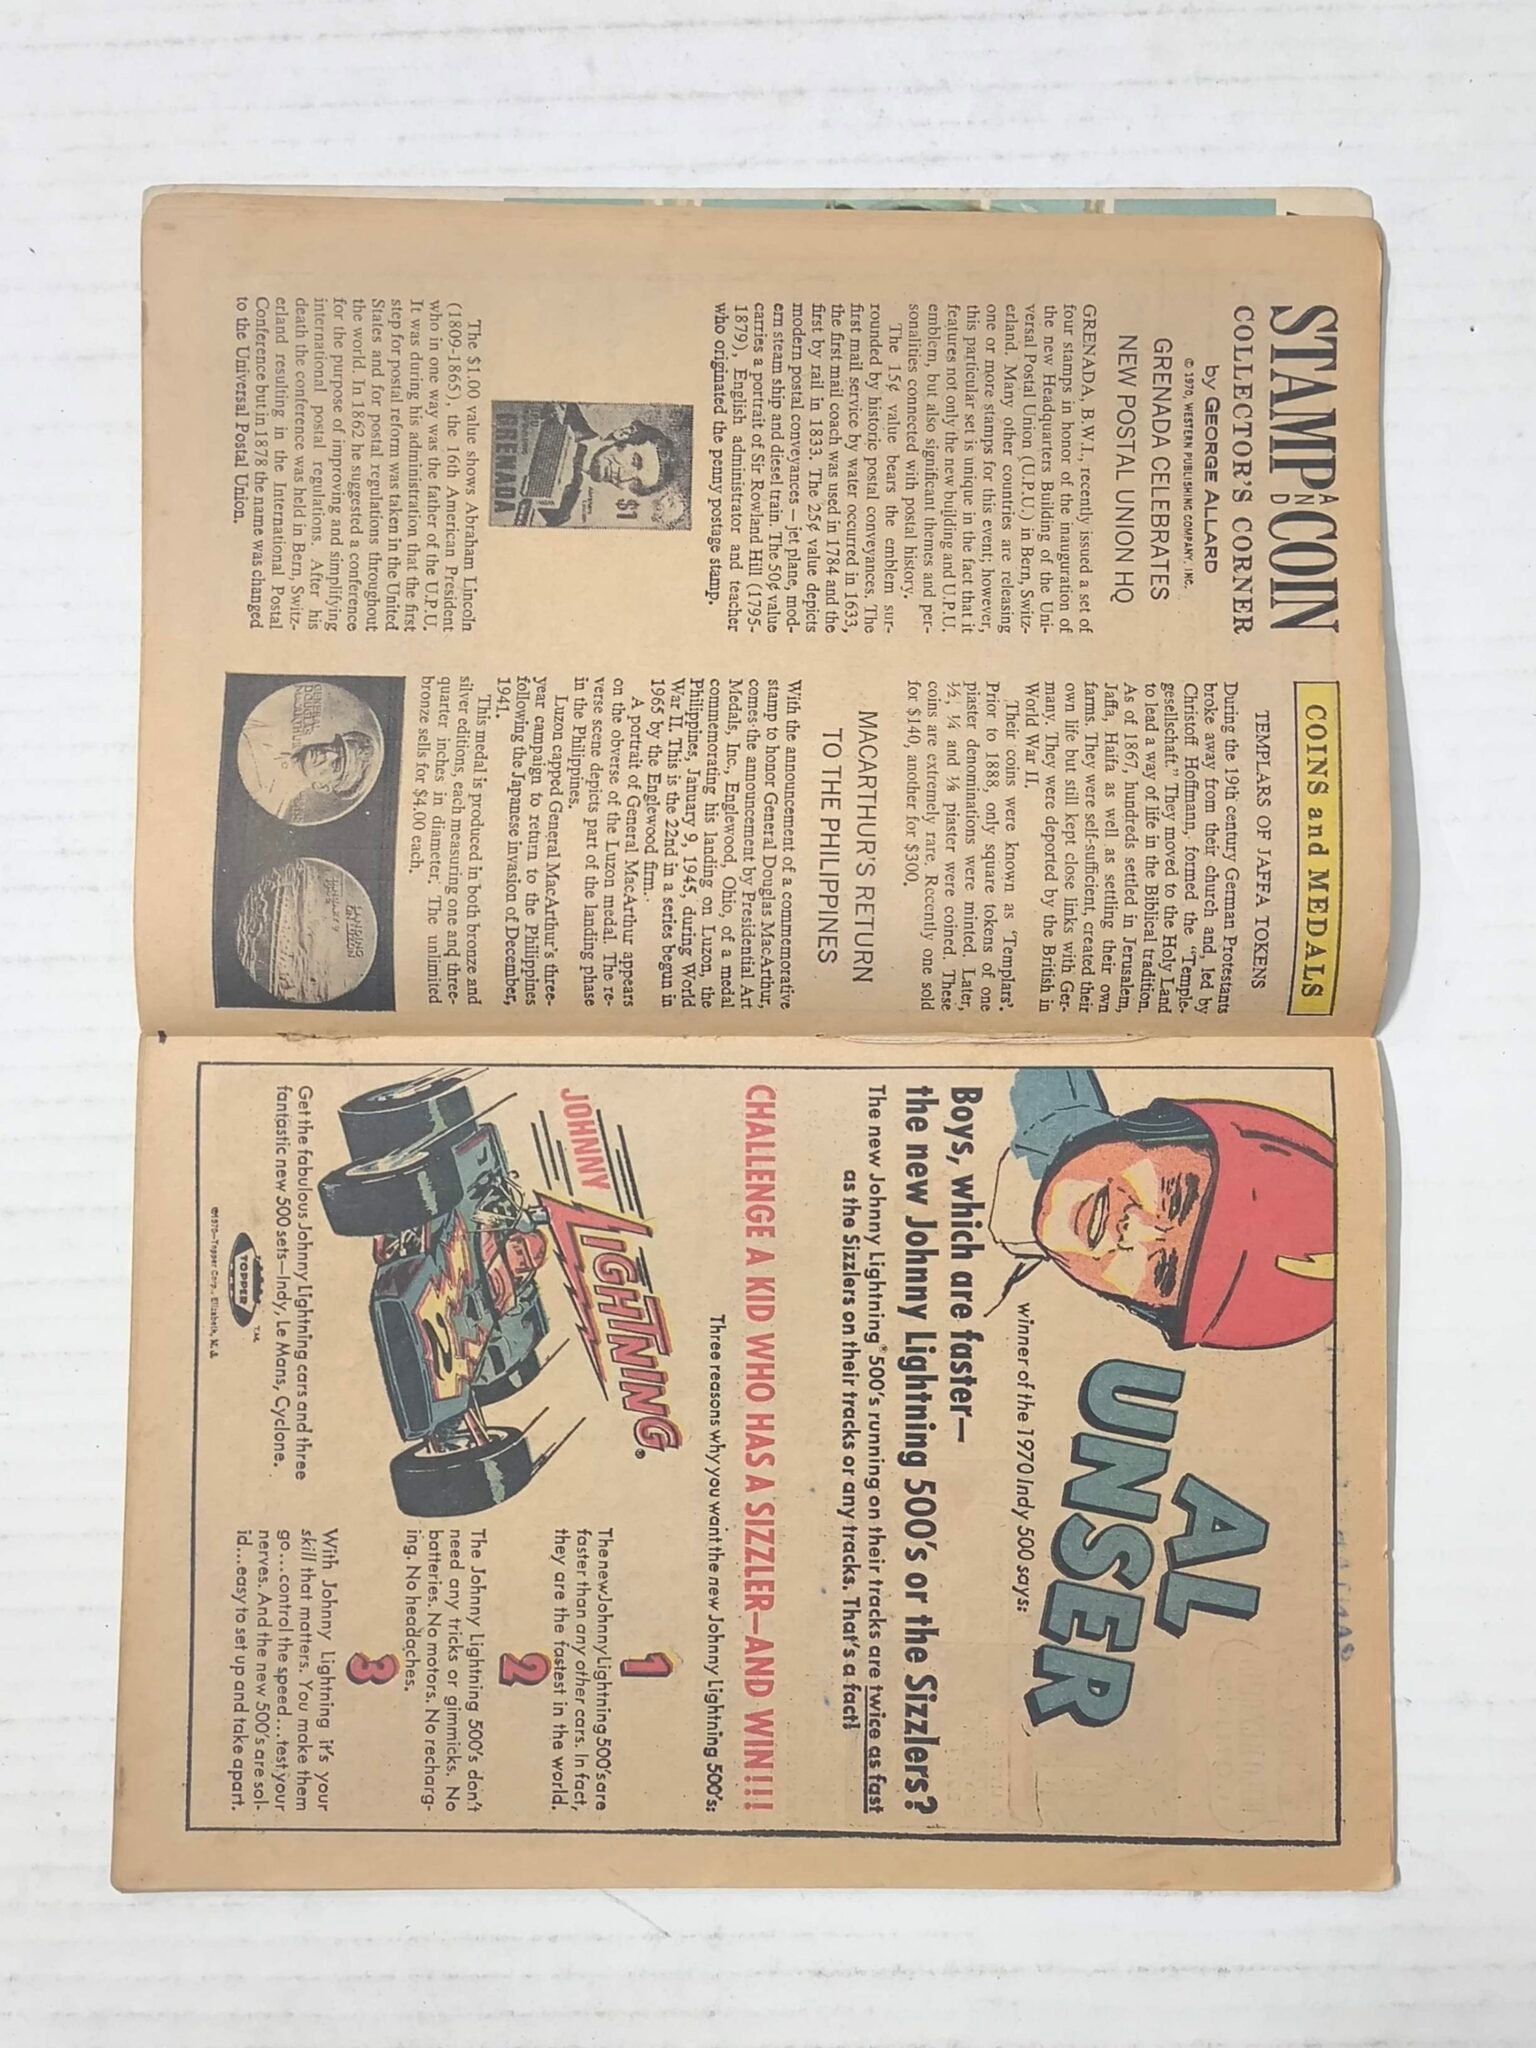 STAMP AND COIN
COLLECTOR'S CORNER
by GEORGE ALLARD
© 1970, WESTERN PUBLISHING COMPANY, INC.
GRENADA CELEBRATES
NEW POSTAL UNION HQ
GRENADA, B.W.I., recently issued a set of
four stamps in honor of the inauguration of
the new Headquarters Building of the Uni-
versal Postal Union (U.P.U.) in Bern, Switz-
erland. Many other countries are releasing
one or more stamps for this event; however,
this particular set is unique in the fact that it
features not only the new building and U.P.U.
emblem, but also significant themes and per-
sonalities connected with postal history.
The 15¢ value bears the emblem sur-
rounded by historic postal conveyances. The
first mail service by water occurred in 1633,
the first mail coach was used in 1784 and the
first by rail in 1833. The 25¢ value depicts
modern postal conveyances — jet plane, mod-
ern steam ship and diesel train. The 50¢ value
carries a portrait of Sir Rowland Hill (1795-
1879), English administrator and teacher
who originated the penny postage stamp.
$1
GRENADA
The $1.00 value shows Abraham Lincoln
(1809-1865), the 16th American President
who in one way was the father of the U.P.U.
It was during his administration that the first
step for postal reform was taken in the United
States and for postal regulations throughout
the world. In 1862 he suggested a conference
for the purpose of improving and simplifying
international postal regulations. After his
death the conference was held in Bern, Switz-
erland resulting in the International Postal
Conference but in 1878 the name was changed
to the Universal Postal Union.
COINS and MEDALS
TEMPLARS OF JAFFA TOKENS
During the 19th century German Protestants
broke away from their church and, led by
Christoff Hoffmann, formed the "Temple-
gesellschaft." They moved to the Holy Land
to lead a way of life in the Biblical tradition.
As of 1867, hundreds settled in Jerusalem,
Jaffa, Haifa as well as settling their own
farms. They were self-sufficient, created their
own life but still kept close links with Ger-
many. They were deported by the British in
World War II.
Their coins were known as 'Templars'.
Prior to 1888, only square tokens of one
piaster denominations were minted. Later,
½, ¼ and ⅛ piaster were coined. These
coins are extremely rare. Recently one sold
for $140, another for $300.
MACARTHUR'S RETURN
TO THE PHILIPPINES
With the announcement of a commemorative
stamp to honor General Douglas MacArthur,
comes the announcement by Presidential Art
Medals, Inc., Englewood, Ohio, of a medal
commemorating his landing on Luzon, the
Philippines, January 9, 1945, during World
War II. This is the 22nd in a series begun in
1965 by the Englewood firm.
A portrait of General MacArthur appears
on the obverse of the Luzon medal. The re-
verse scene depicts part of the landing phase
in the Philippines.
Luzon capped General MacArthur's three-
year campaign to return to the Philippines
following the Japanese invasion of December,
1941.
This medal is produced in both bronze and
silver editions, each measuring one and three-
quarter inches in diameter. The unlimited
bronze sells for $4.00 each.
GENERAL
DOUGLAS
MACARTHUR
LANDING
ON LUZON
JANUARY 9
AL
UNSER
winner of the 1970 Indy 500 says:
Boys, which are faster—
the new Johnny Lightning 500's or the Sizzlers?
The new Johnny Lightning® 500's running on their tracks are twice as fast
as the Sizzlers on their tracks or any tracks. That's a fact!
CHALLENGE A KID WHO HAS A SIZZLER—AND WIN!!!
Three reasons why you want the new Johnny Lightning 500's:
JOHNNY
LIGHTNING®
2
1
The new Johnny Lightning 500's are
faster than any other cars. In fact,
they are the fastest in the world.
2
The Johnny Lightning 500's don't
need any tricks or gimmicks. No
batteries. No motors. No recharg-
ing. No headaches.
3
With Johnny Lightning it's your
skill that matters. You make them
go...control the speed...test your
nerves. And the new 500's are sol-
id...easy to set up and take apart.
Get the fabulous Johnny Lightning cars and three
fantastic new 500 sets—Indy, Le Mans, Cyclone.
TOPPER
T.M.
©1970—Topper Corp., Elizabeth, N.J.